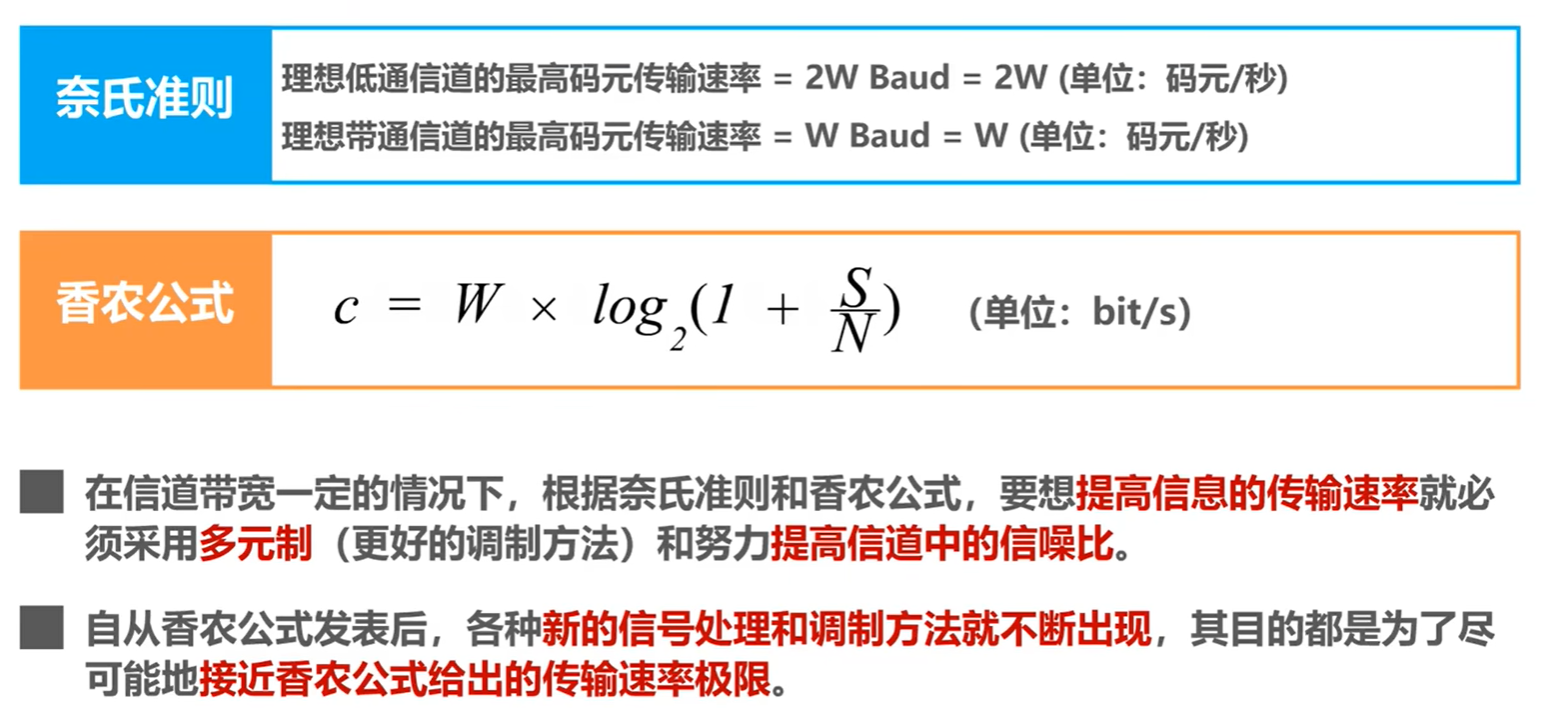 奈氏准则
理想低通信道的最高码元传输速率 = 2W Baud = 2W (单位：码元/秒)
理想带通信道的最高码元传输速率 = W Baud = W (单位：码元/秒)
香农公式
c = W × log₂(1 + S/N) (单位：bit/s)
在信道带宽一定的情况下，根据奈氏准则和香农公式，要想提高信息的传输速率就必
须采用多元制（更好的调制方法）和努力提高信道中的信噪比。
自从香农公式发表后，各种新的信号处理和调制方法就不断出现，其目的都是为了尽
可能地接近香农公式给出的传输速率极限。